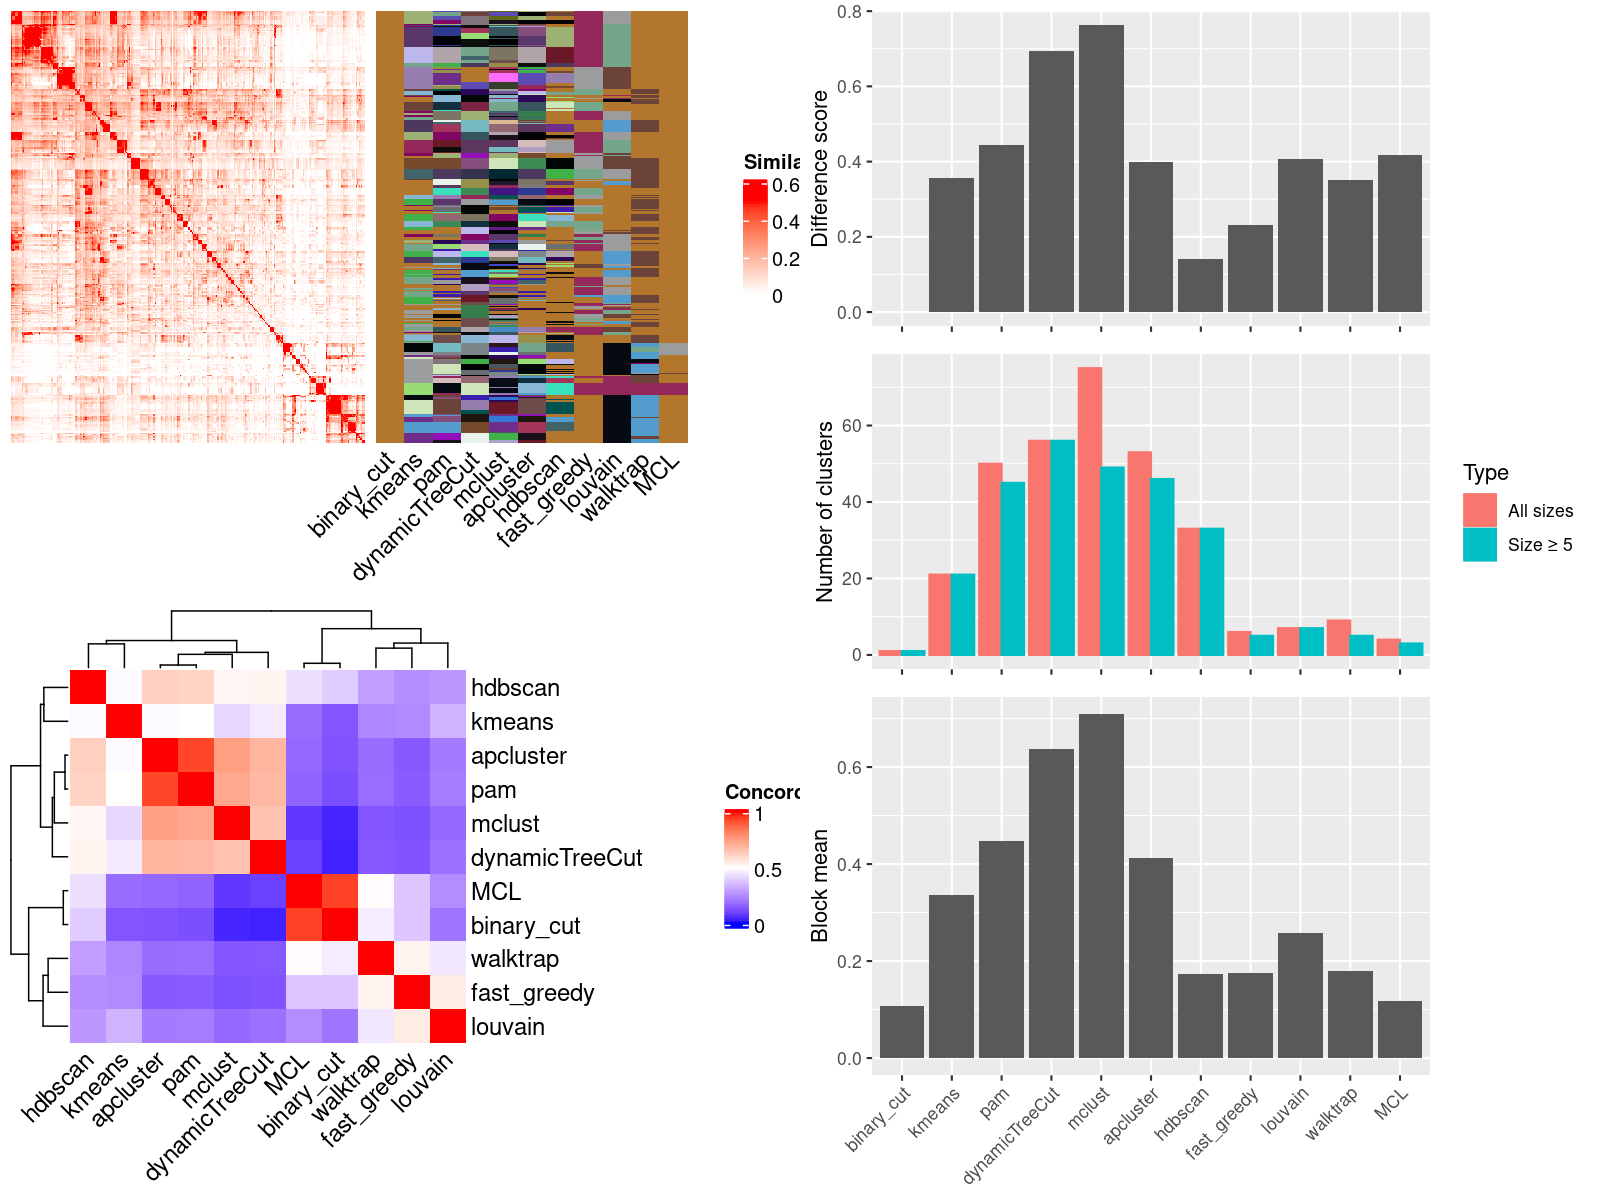 Simila
0.6
0.4
0.2
0
binary_cut
kmeans
pam
dynamicTreeCut
mclust
apcluster
hdbscan
fast_greedy
louvain
walktrap
MCL
hdbscan
kmeans
apcluster
pam
mclust
dynamicTreeCut
MCL
binary_cut
walktrap
fast_greedy
louvain
hdbscan
kmeans
apcluster
pam
mclust
dynamicTreeCut
MCL
binary_cut
walktrap
fast_greedy
louvain
Concord
1
0.5
0
Difference score
0.8
0.6
0.4
0.2
0.0
Number of clusters
60
40
20
0
Type
All sizes
Size ≥ 5
Block mean
0.6
0.4
0.2
0.0
binary_cut
kmeans
pam
dynamicTreeCut
mclust
apcluster
hdbscan
fast_greedy
louvain
walktrap
MCL